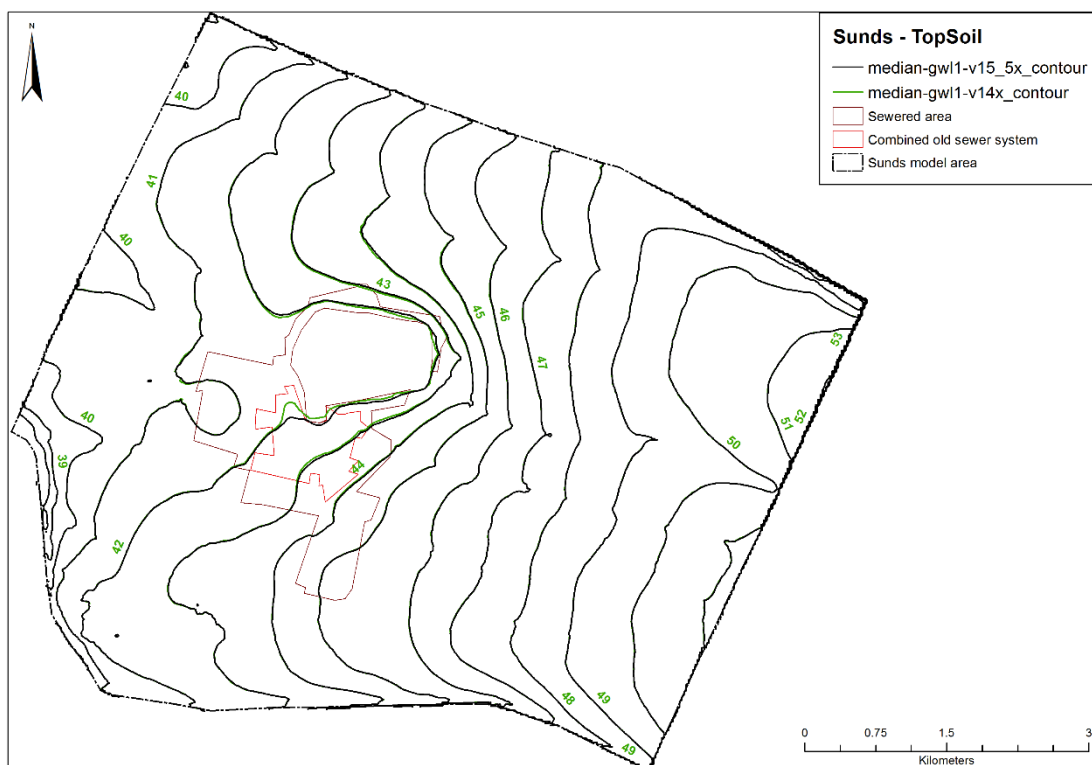 N
Sunds - TopSoil
median-gwl1-v15_5x_contour
median-gwl1-v14x_contour
Sewered area
Combined old sewer system
Sunds model area
40
41
40
43
45
46
47
53
52
51
50
40
39
44
42
48
49
49
0 0.75 1.5 3
Kilometers